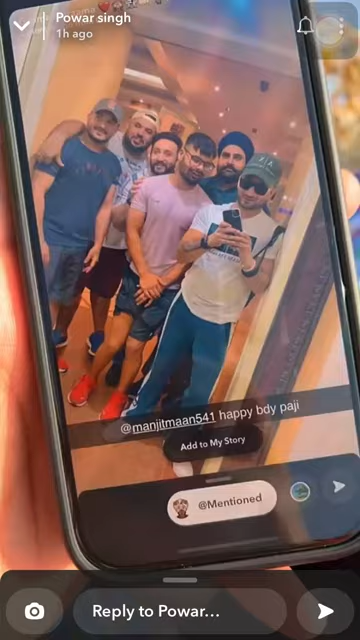 Powar singh
1h ago
@manjitmaan541 happy bdy paji
Add to My Story
@Mentioned
Reply to Powar...